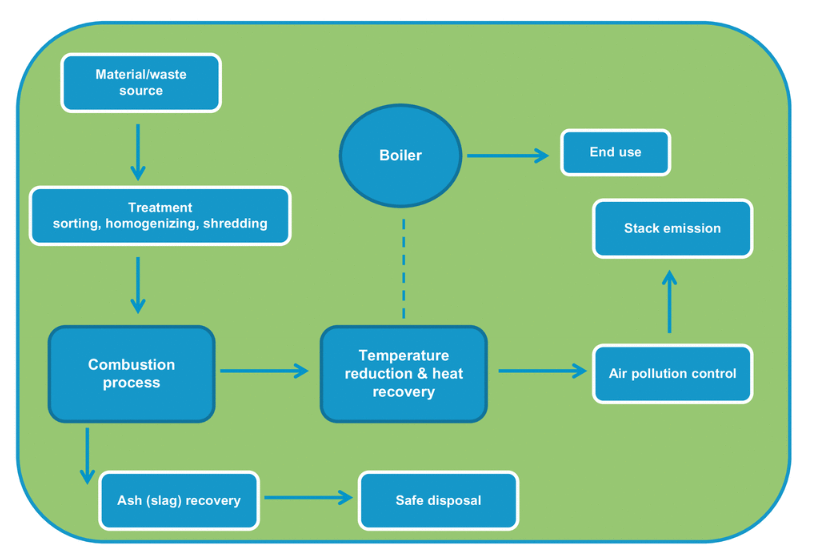 Material/waste
source
Treatment
sorting, homogenizing, shredding
Combustion
process
Ash (slag) recovery
Safe disposal
Temperature
reduction & heat
recovery
Boiler
End use
Air pollution control
Stack emission